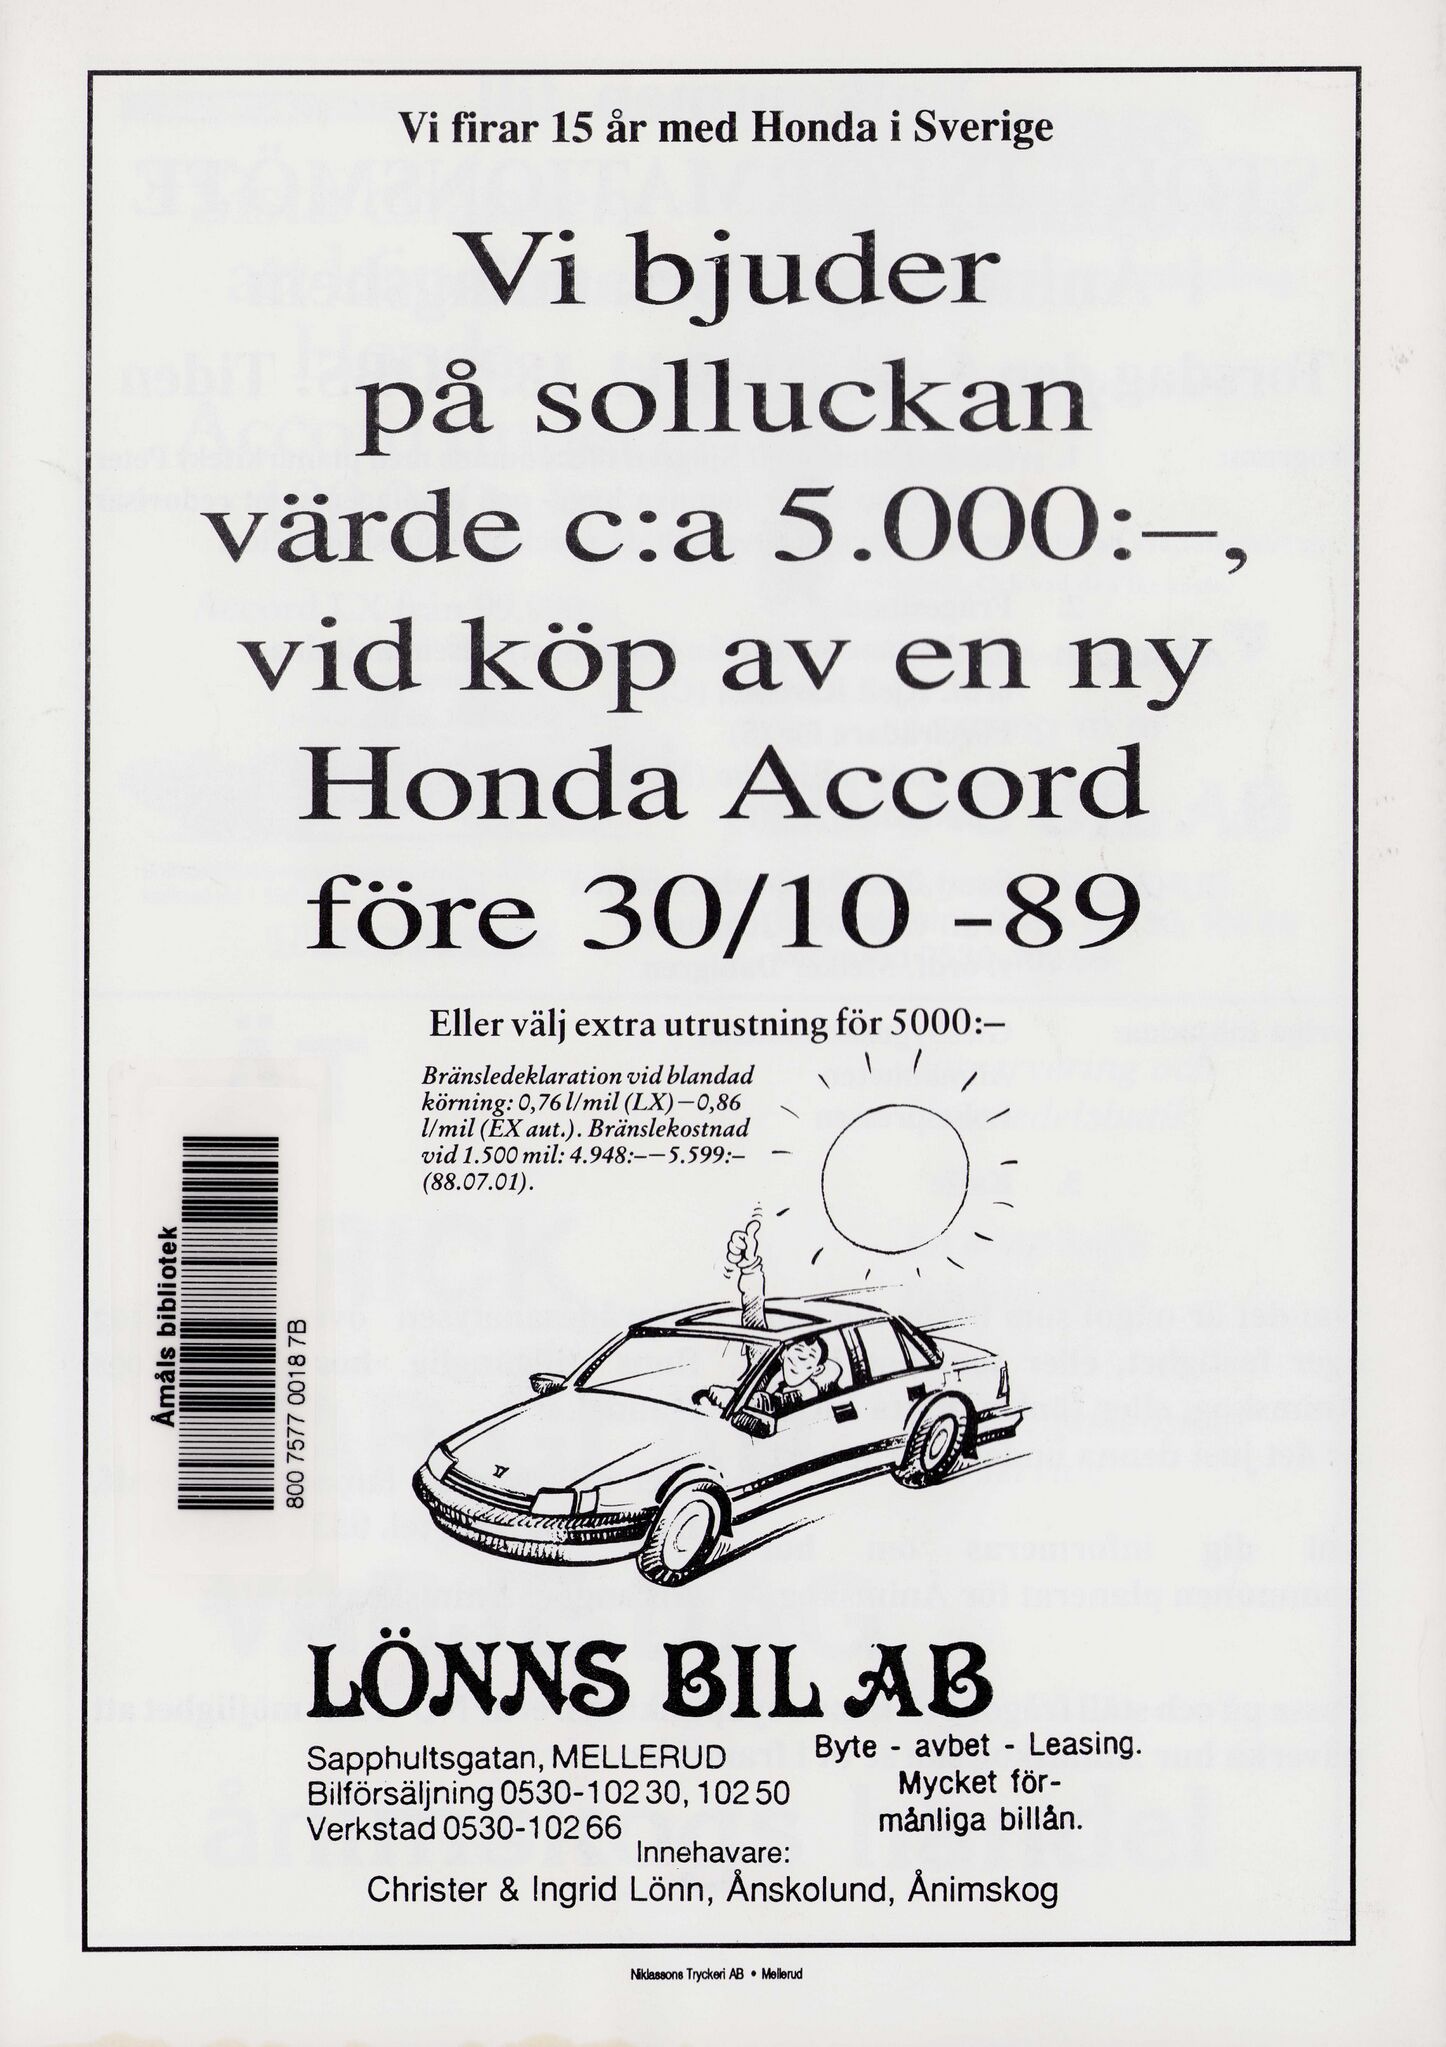 Vi firar 15 år med Honda i Sverige
Vi bjuder
på solluckan
värde c:a 5.000:—,
vid köp av en ny
Honda Accord
före 30/10 -89
Eller välj extra utrustning för 5000:—
Bränsledeklaration vid blandad
körning: 0,76 l/mil (LX) — 0,86
l/mil (EX aut.). Bränslekostnad
vid 1.500 mil: 4.948:——5.599:—
(88.07.01).
Åmåls bibliotek
800 7577 0018 7B
LÖNNS BIL AB
Sapphultsgatan, MELLERUD
Bilförsäljning 0530-102 30, 102 50
Verkstad 0530-102 66
Byte - avbet - Leasing.
Mycket för-
månliga billån.
Innehavare:
Christer & Ingrid Lönn, Ånskolund, Ånimskog
Niklassons Tryckeri AB • Mellerud